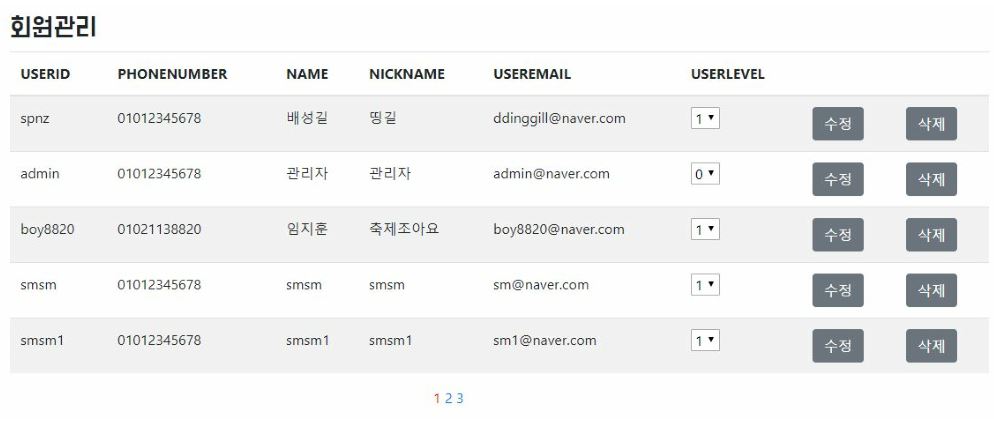 회원관리
USERID PHONENUMBER NAME NICKNAME USEREMAIL USERLEVEL
spnz 01012345678 배성길 띵길 ddinggill@naver.com 1 수정 삭제
admin 01012345678 관리자 관리자 admin@naver.com 0 수정 삭제
boy8820 01021138820 임지훈 축제조아요 boy8820@naver.com 1 수정 삭제
smsm 01012345678 smsm smsm sm@naver.com 1 수정 삭제
smsm1 01012345678 smsm1 smsm1 sm1@naver.com 1 수정 삭제
1 2 3